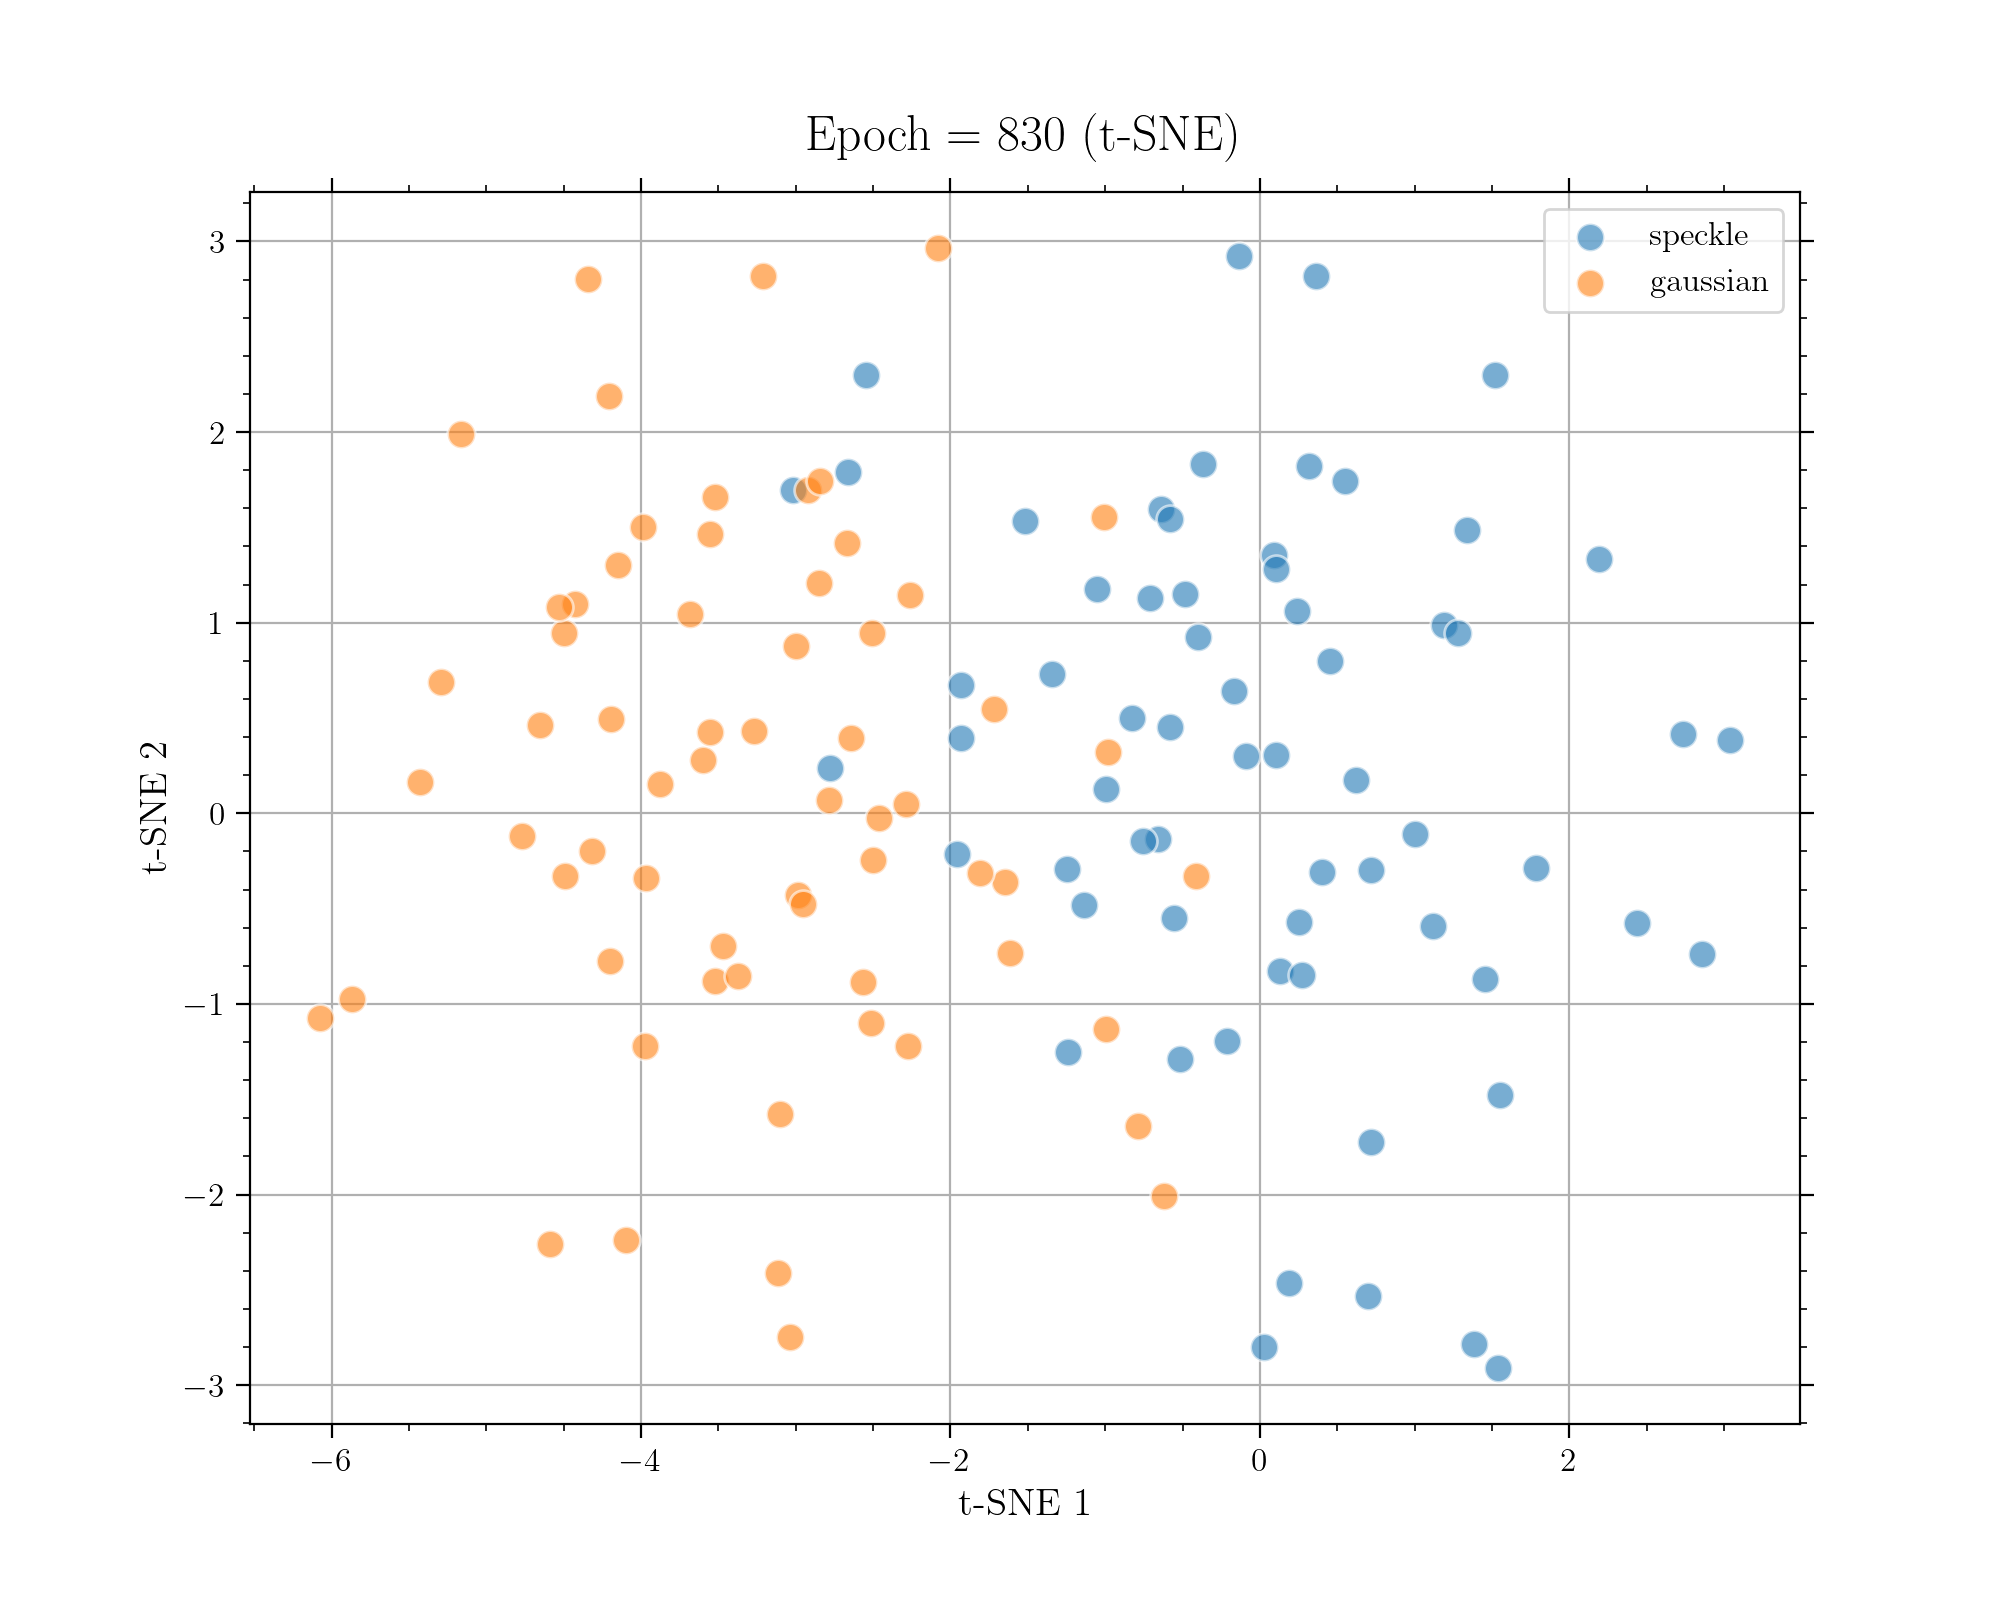 Epoch = 830 (t-SNE)
speckle
gaussian
3
2
1
0
−1
−2
−3
t-SNE 2
−6 −4 −2 0 2
t-SNE 1